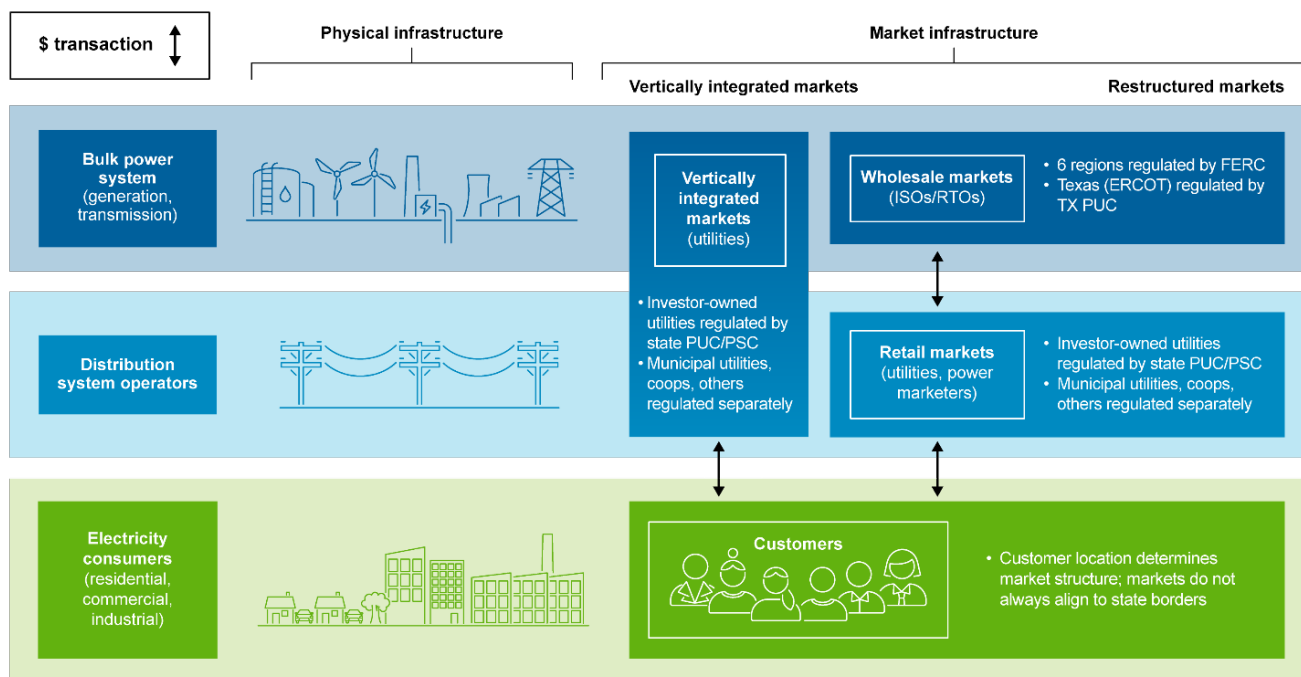 $ transaction
Physical infrastructure
Market infrastructure
Vertically integrated markets
Restructured markets
Bulk power
system
(generation,
transmission)
Vertically
integrated
markets
(utilities)
• Investor-owned
utilities regulated by
state PUC/PSC
• Municipal utilities,
coops, others
regulated separately
Wholesale markets
(ISOs/RTOs)
• 6 regions regulated by FERC
• Texas (ERCOT) regulated by
TX PUC
Distribution
system operators
Retail markets
(utilities, power
marketers)
• Investor-owned utilities
regulated by state PUC/PSC
• Municipal utilities, coops,
others regulated separately
Electricity
consumers
(residential,
commercial,
industrial)
Customers
• Customer location determines
market structure; markets do not
always align to state borders